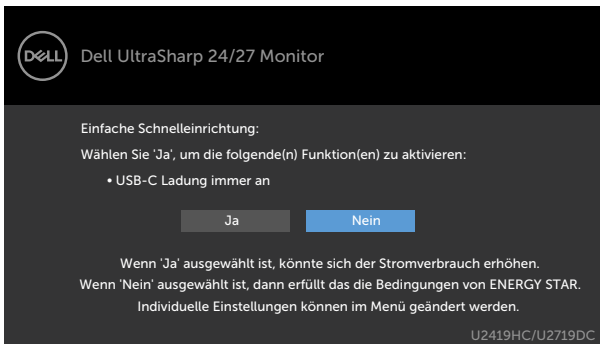 DELL
Dell UltraSharp 24/27 Monitor
Einfache Schnelleinrichtung:
Wählen Sie 'Ja', um die folgende(n) Funktion(en) zu aktivieren:
• USB-C Ladung immer an
Ja Nein
Wenn 'Ja' ausgewählt ist, könnte sich der Stromverbrauch erhöhen.
Wenn 'Nein' ausgewählt ist, dann erfüllt das die Bedingungen von ENERGY STAR.
Individuelle Einstellungen können im Menü geändert werden.
U2419HC/U2719DC